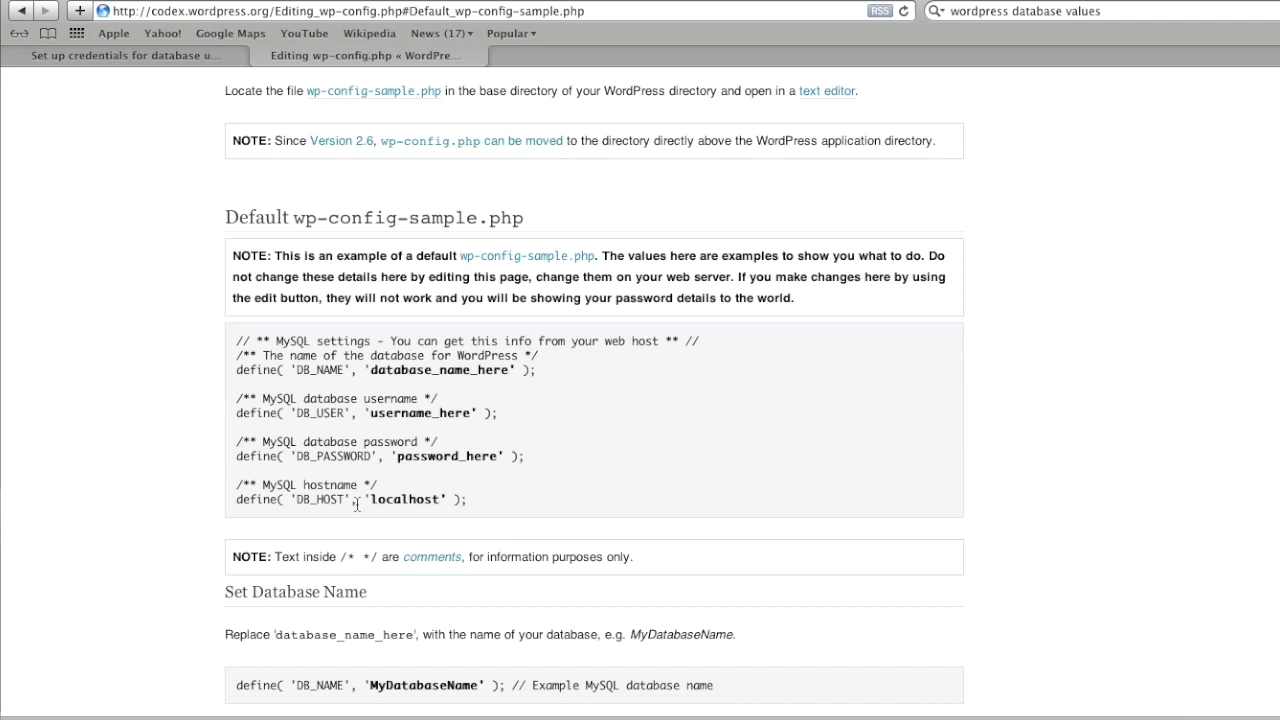 http://codex.wordpress.org/Editing_wp-config.php#Default_wp-config-sample.php
RSS
wordpress database values
Apple Yahoo! Google Maps YouTube Wikipedia News (17) Popular
Set up credentials for database u...
Editing wp-config.php « WordPre...
Locate the file wp-config-sample.php in the base directory of your WordPress directory and open in a text editor.
NOTE: Since Version 2.6, wp-config.php can be moved to the directory directly above the WordPress application directory.
Default wp-config-sample.php
NOTE: This is an example of a default wp-config-sample.php. The values here are examples to show you what to do. Do
not change these details here by editing this page, change them on your web server. If you make changes here by using
the edit button, they will not work and you will be showing your password details to the world.
// ** MySQL settings - You can get this info from your web host ** //
/** The name of the database for WordPress */
define( 'DB_NAME', 'database_name_here' );
/** MySQL database username */
define( 'DB_USER', 'username_here' );
/** MySQL database password */
define( 'DB_PASSWORD', 'password_here' );
/** MySQL hostname */
define( 'DB_HOST', 'localhost' );
NOTE: Text inside /* */ are comments, for information purposes only.
Set Database Name
Replace 'database_name_here', with the name of your database, e.g. MyDatabaseName.
define( 'DB_NAME', 'MyDatabaseName' ); // Example MySQL database name